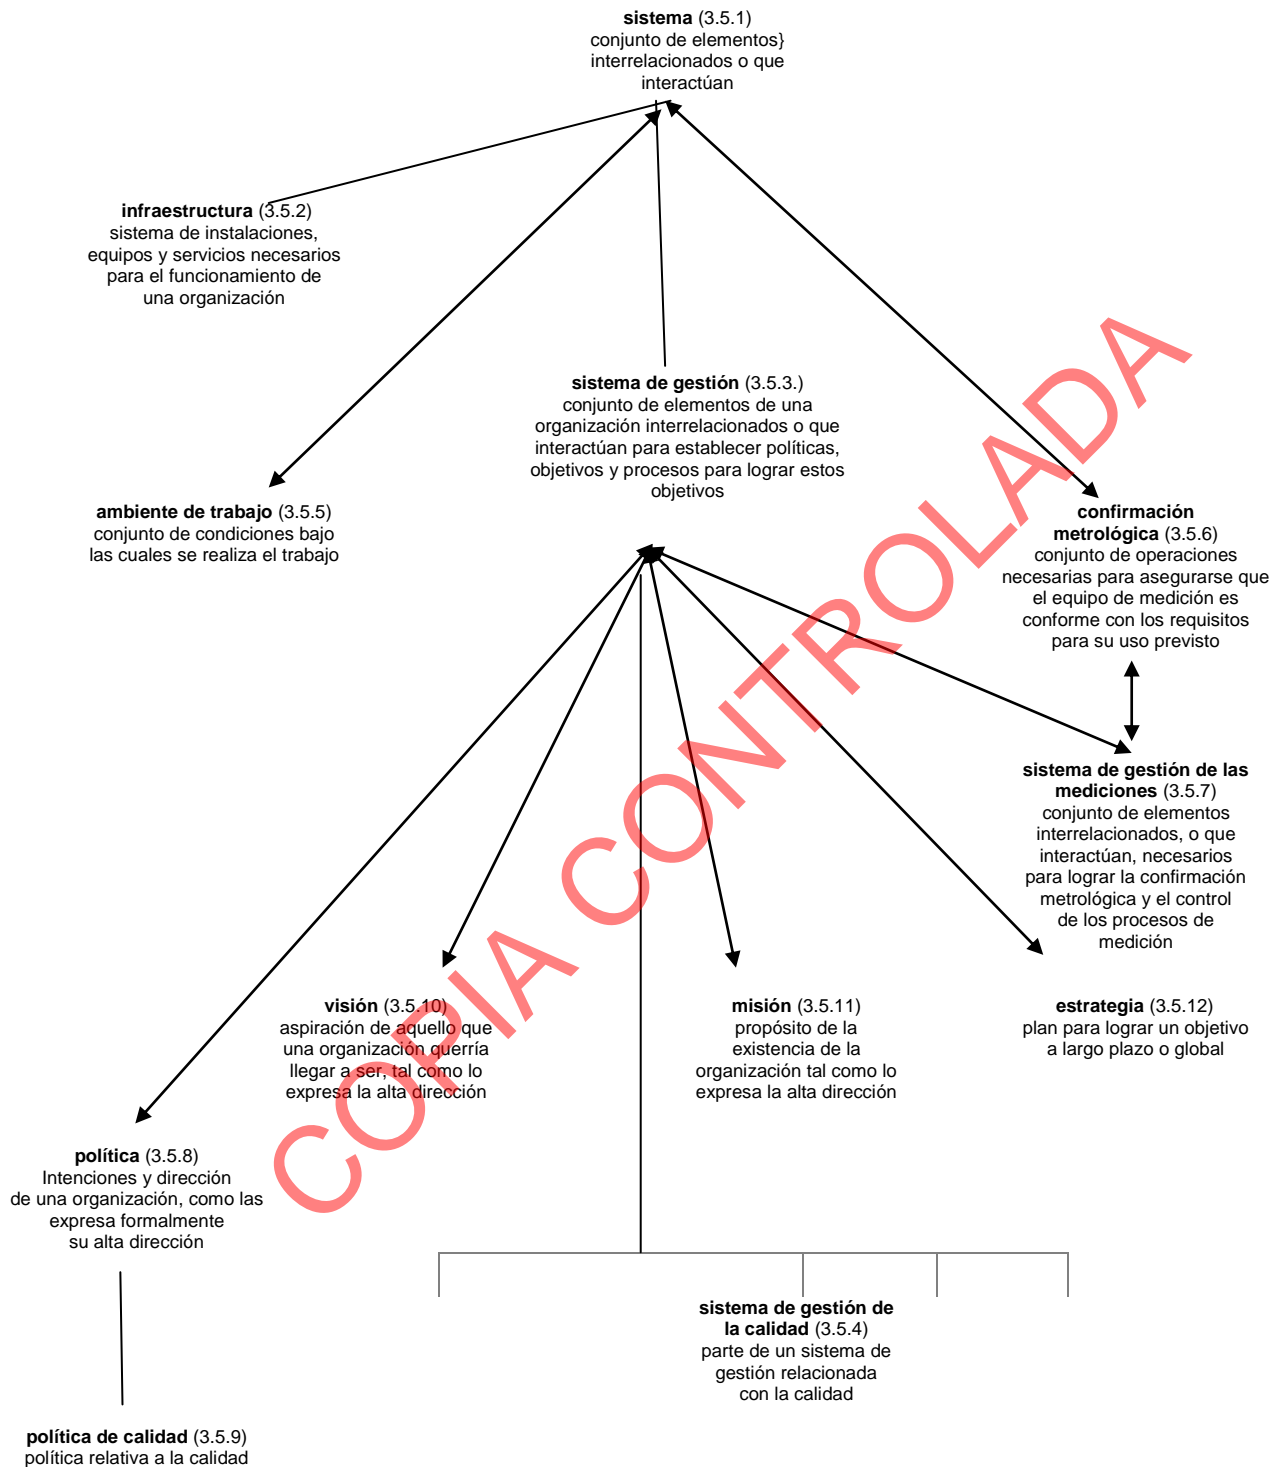 sistema (3.5.1)
conjunto de elementos}
interrelacionados o que
interactúan
infraestructura (3.5.2)
sistema de instalaciones,
equipos y servicios necesarios
para el funcionamiento de
una organización
sistema de gestión (3.5.3.)
conjunto de elementos de una
organización interrelacionados o que
interactúan para establecer políticas,
objetivos y procesos para lograr estos
objetivos
ambiente de trabajo (3.5.5)
conjunto de condiciones bajo
las cuales se realiza el trabajo
confirmación
metrológica (3.5.6)
conjunto de operaciones
necesarias para asegurarse que
el equipo de medición es
conforme con los requisitos
para su uso previsto
sistema de gestión de las
mediciones (3.5.7)
conjunto de elementos
interrelacionados, o que
interactúan, necesarios
para lograr la confirmación
metrológica y el control
de los procesos de
medición
visión (3.5.10)
aspiración de aquello que
una organización querría
llegar a ser, tal como lo
expresa la alta dirección
misión (3.5.11)
propósito de la
existencia de la
organización tal como lo
expresa la alta dirección
estrategia (3.5.12)
plan para lograr un objetivo
a largo plazo o global
política (3.5.8)
Intenciones y dirección
de una organización, como las
expresa formalmente
su alta dirección
sistema de gestión de
la calidad (3.5.4)
parte de un sistema de
gestión relacionada
con la calidad
política de calidad (3.5.9)
política relativa a la calidad
COPIA CONTROLADA